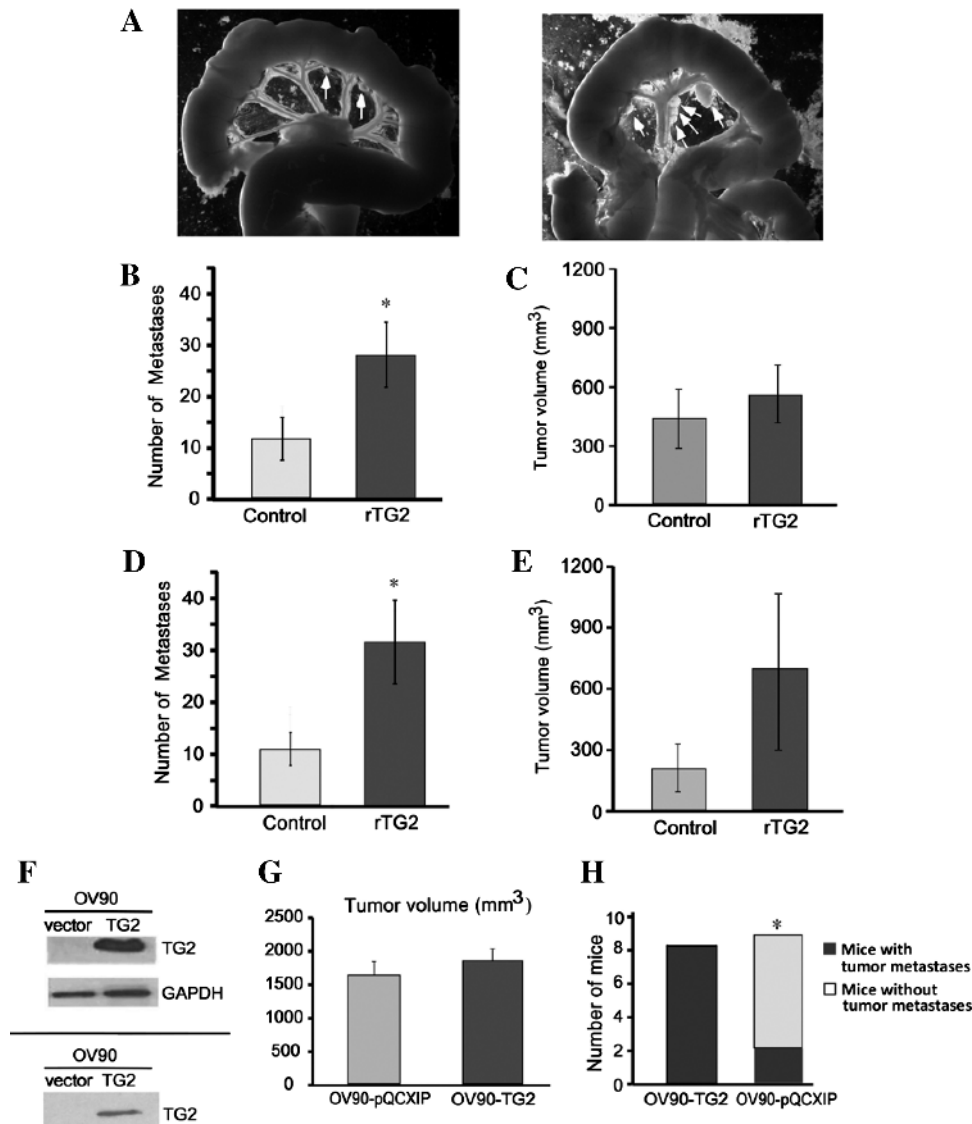 A
B
Number of Metastases
40
30
20
10
0
*
Control
rTG2
C
Tumor volume (mm3)
1200
900
600
300
0
Control
rTG2
D
Number of Metastases
40
30
20
10
0
*
Control
rTG2
E
Tumor volume (mm3)
1200
900
600
300
0
Control
rTG2
F
OV90
vector TG2
TG2
GAPDH
OV90
vector TG2
TG2
G
Tumor volume (mm3)
2500
2000
1500
1000
500
0
OV90-pQCXIP
OV90-TG2
H
Number of mice
10
8
6
4
2
0
*
OV90-TG2
OV90-pQCXIP
Mice with
tumor metastases
Mice without
tumor metastases